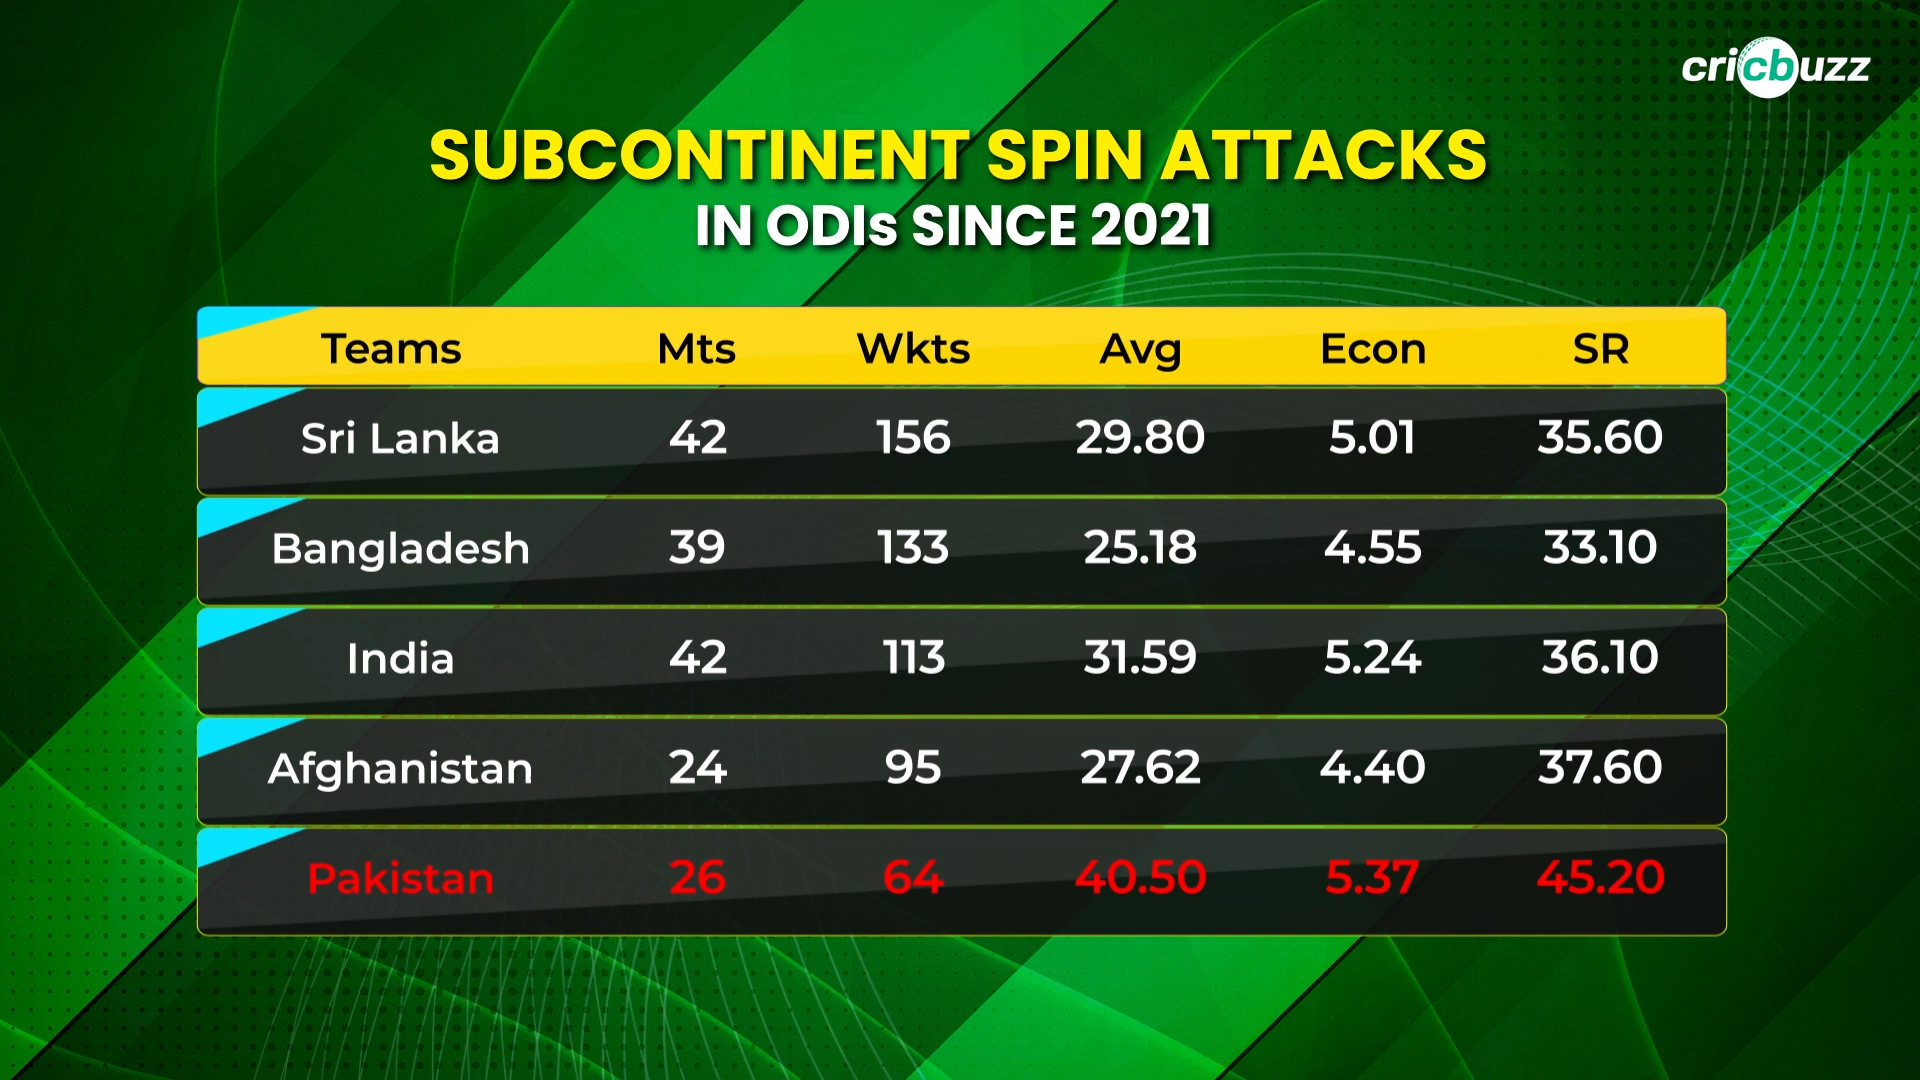 cricbuzz
SUBCONTINENT SPIN ATTACKS
IN ODIs SINCE 2021
Teams Mts Wkts Avg Econ SR
Sri Lanka 42 156 29.80 5.01 35.60
Bangladesh 39 133 25.18 4.55 33.10
India 42 113 31.59 5.24 36.10
Afghanistan 24 95 27.62 4.40 37.60
Pakistan 26 64 40.50 5.37 45.20